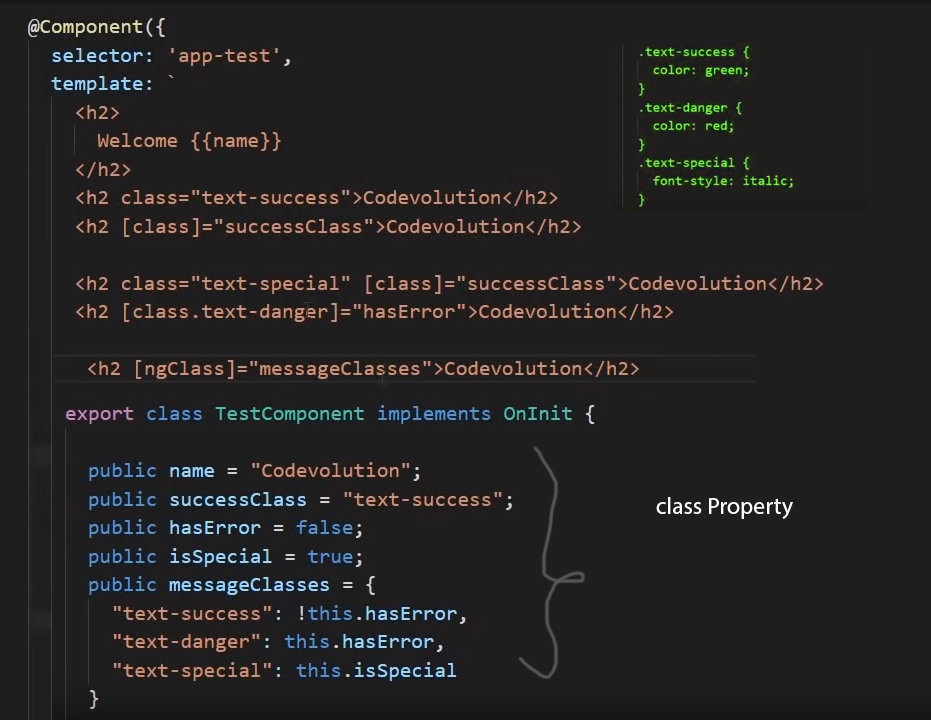 @Component({
selector: 'app-test',
template: `
<h2>
Welcome {{name}}
</h2>
<h2 class="text-success">Codevolution</h2>
<h2 [class]="successClass">Codevolution</h2>
<h2 class="text-special" [class]="successClass">Codevolution</h2>
<h2 [class.text-danger]="hasError">Codevolution</h2>
<h2 [ngClass]="messageClasses">Codevolution</h2>
.text-success {
color: green;
}
.text-danger {
color: red;
}
.text-special {
font-style: italic;
}
export class TestComponent implements OnInit {
public name = "Codevolution";
public successClass = "text-success";
public hasError = false;
public isSpecial = true;
public messageClasses = {
"text-success": !this.hasError,
"text-danger": this.hasError,
"text-special": this.isSpecial
}
class Property